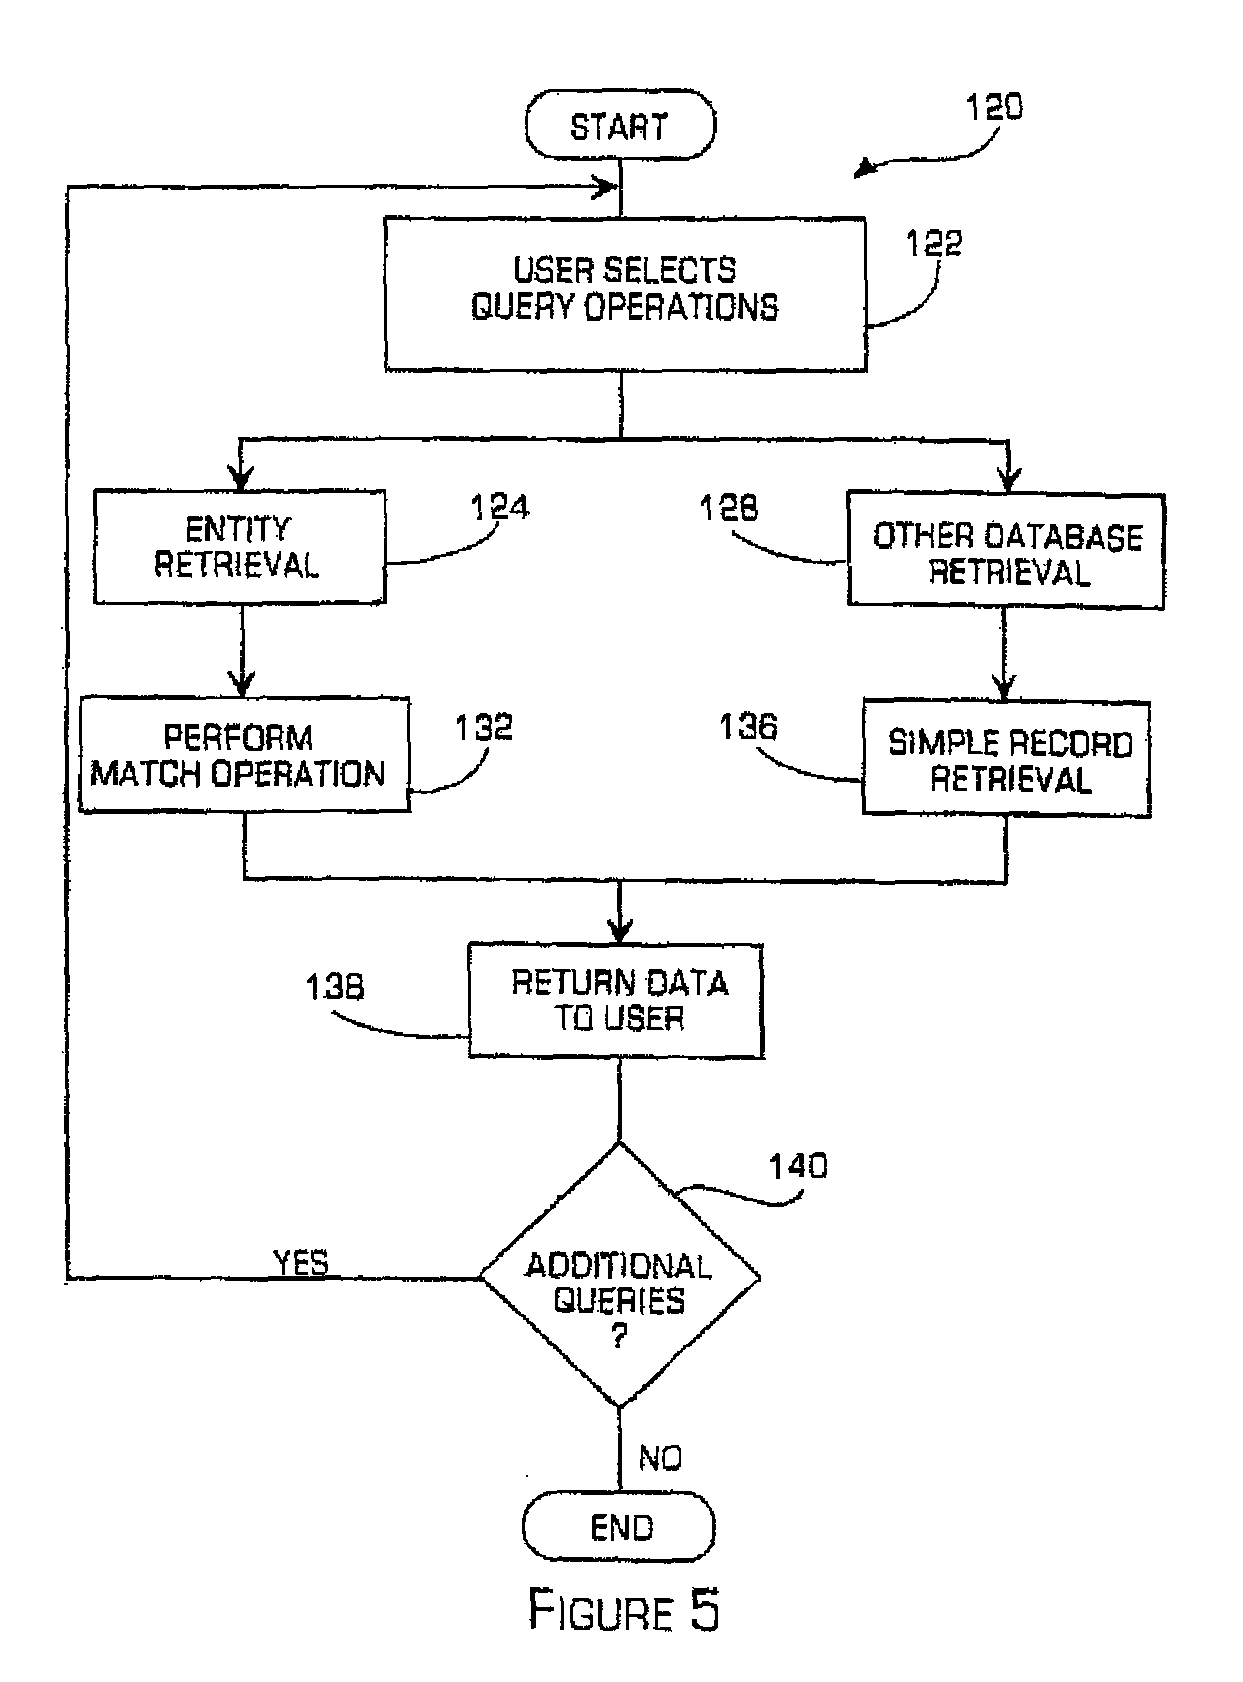 START
120
USER SELECTS
QUERY OPERATIONS
122
ENTITY
RETRIEVAL
124
128
OTHER DATABASE
RETRIEVAL
PERFORM
MATCH OPERATION
132
136
SIMPLE RECORD
RETRIEVAL
138
RETURN DATA
TO USER
140
ADDITIONAL
QUERIES
?
YES
NO
END
FIGURE 5